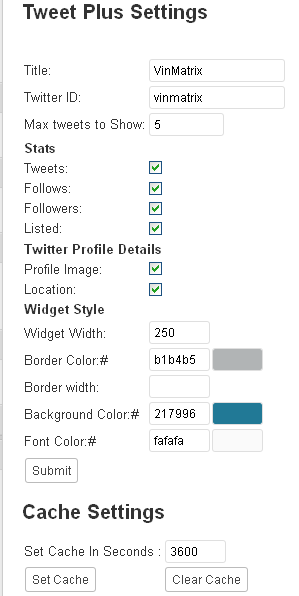 Tweet Plus Settings
Title: VinMatrix
Twitter ID: vinmatrix
Max tweets to Show: 5
Stats
Tweets:
Follows:
Followers:
Listed:
Twitter Profile Details
Profile Image:
Location:
Widget Style
Widget Width: 250
Border Color:# b1b4b5
Border width:
Background Color:# 217996
Font Color:# fafafa
Submit
Cache Settings
Set Cache In Seconds : 3600
Set Cache Clear Cache